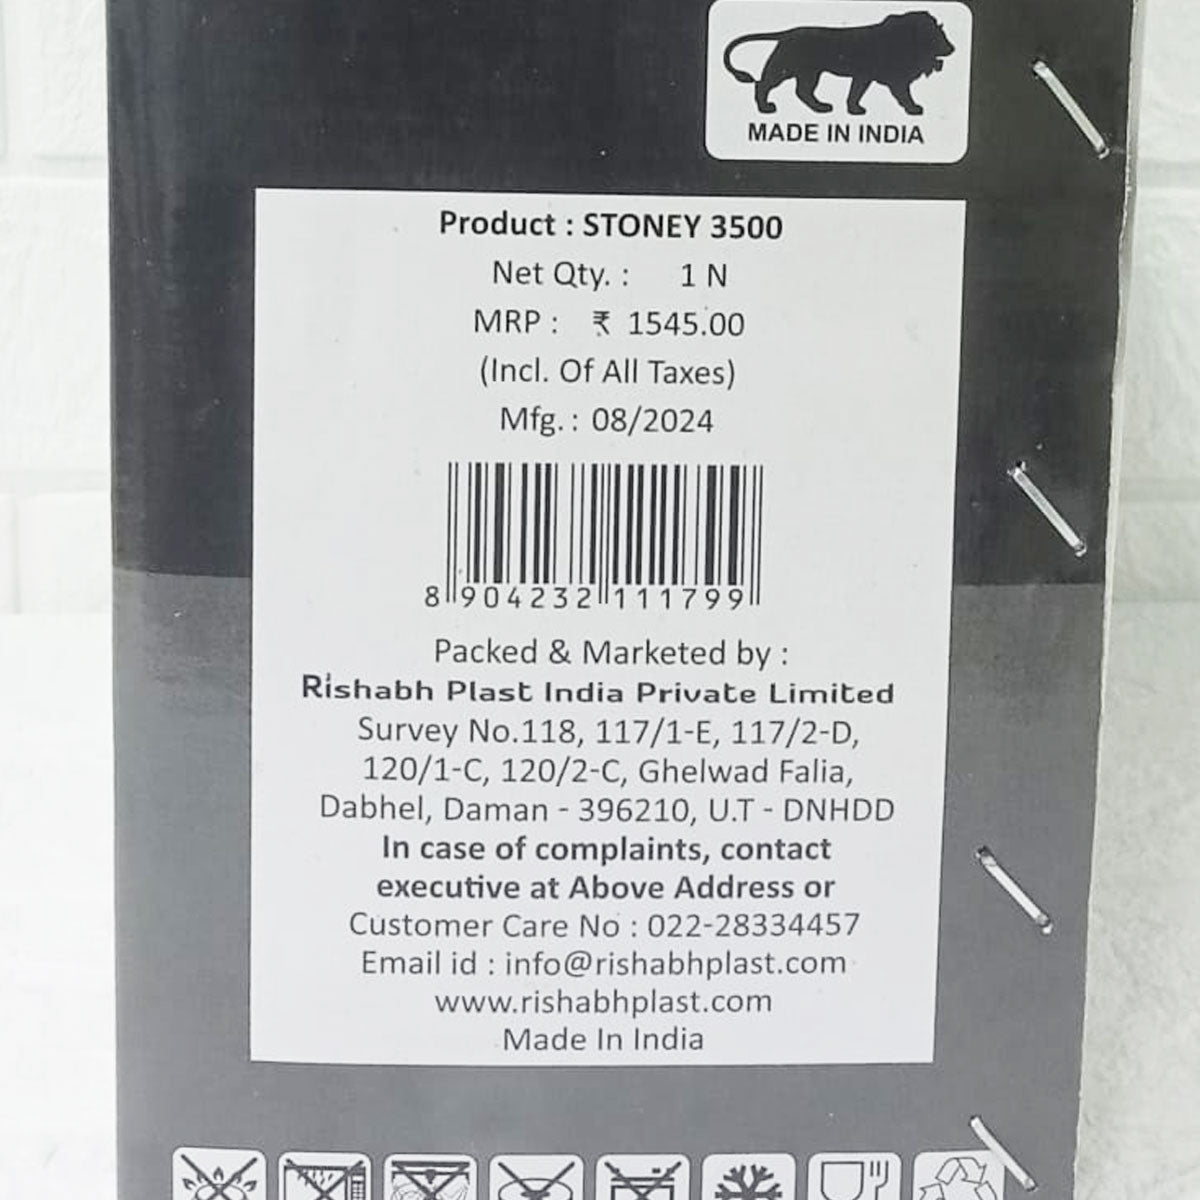 MADE IN INDIA
Product : STONEY 3500
Net Qty. : 1 N
MRP : ₹ 1545.00
(Incl. Of All Taxes)
Mfg. : 08/2024
8 904232 111799
Packed & Marketed by :
Rishabh Plast India Private Limited
Survey No.118, 117/1-E, 117/2-D,
120/1-C, 120/2-C, Ghelwad Falia,
Dabhel, Daman - 396210, U.T - DNHDD
In case of complaints, contact
executive at Above Address or
Customer Care No : 022-28334457
Email id : info@rishabhplast.com
www.rishabhplast.com
Made In India